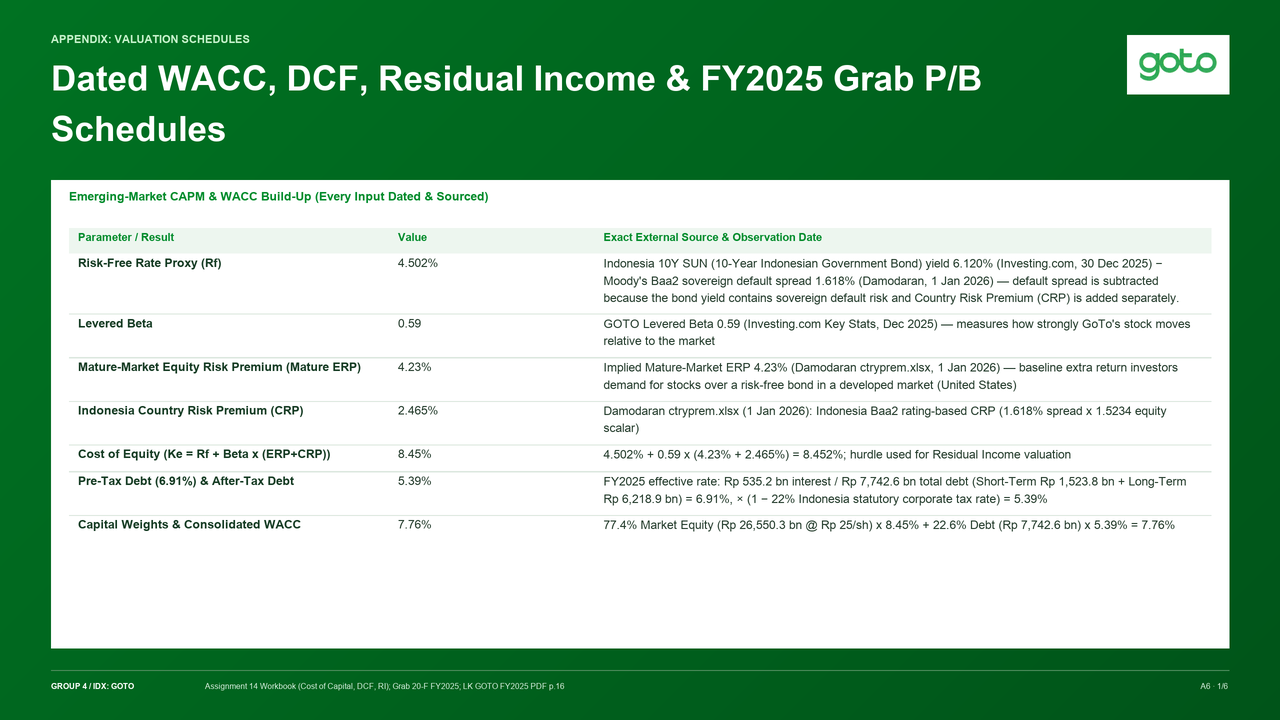 APPENDIX: VALUATION SCHEDULES
Dated WACC, DCF, Residual Income & FY2025 Grab P/B
Schedules
goto
Emerging-Market CAPM & WACC Build-Up (Every Input Dated & Sourced)
Parameter / Result Value Exact External Source & Observation Date
Risk-Free Rate Proxy (Rf) 4.502% Indonesia 10Y SUN (10-Year Indonesian Government Bond) yield 6.120% (Investing.com, 30 Dec 2025) −
Moody's Baa2 sovereign default spread 1.618% (Damodaran, 1 Jan 2026) — default spread is subtracted
because the bond yield contains sovereign default risk and Country Risk Premium (CRP) is added separately.
Levered Beta 0.59 GOTO Levered Beta 0.59 (Investing.com Key Stats, Dec 2025) — measures how strongly GoTo's stock moves
relative to the market
Mature-Market Equity Risk Premium (Mature ERP) 4.23% Implied Mature-Market ERP 4.23% (Damodaran ctryprem.xlsx, 1 Jan 2026) — baseline extra return investors
demand for stocks over a risk-free bond in a developed market (United States)
Indonesia Country Risk Premium (CRP) 2.465% Damodaran ctryprem.xlsx (1 Jan 2026): Indonesia Baa2 rating-based CRP (1.618% spread x 1.5234 equity
scalar)
Cost of Equity (Ke = Rf + Beta x (ERP+CRP)) 8.45% 4.502% + 0.59 x (4.23% + 2.465%) = 8.452%; hurdle used for Residual Income valuation
Pre-Tax Debt (6.91%) & After-Tax Debt 5.39% FY2025 effective rate: Rp 535.2 bn interest / Rp 7,742.6 bn total debt (Short-Term Rp 1,523.8 bn + Long-Term
Rp 6,218.9 bn) = 6.91%, × (1 − 22% Indonesia statutory corporate tax rate) = 5.39%
Capital Weights & Consolidated WACC 7.76% 77.4% Market Equity (Rp 26,550.3 bn @ Rp 25/sh) x 8.45% + 22.6% Debt (Rp 7,742.6 bn) x 5.39% = 7.76%
GROUP 4 / IDX: GOTO Assignment 14 Workbook (Cost of Capital, DCF, RI); Grab 20-F FY2025; LK GOTO FY2025 PDF p.16 A6 · 1/6